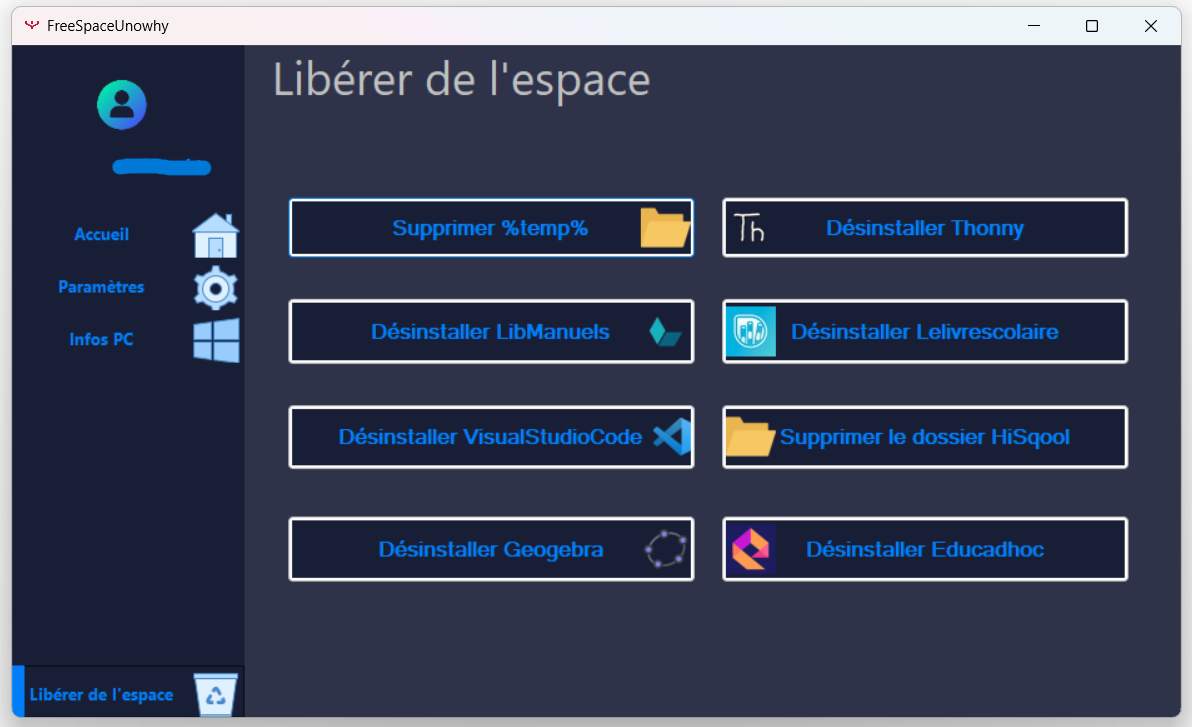 FreeSpaceUnowhy
Libérer de l'espace
Accueil
Paramètres
Infos PC
Supprimer %temp%
Th Désinstaller Thonny
Désinstaller LibManuels
Désinstaller Lelivrescolaire
Désinstaller VisualStudioCode
Supprimer le dossier HiSqool
Désinstaller Geogebra
Désinstaller Educadhoc
Libérer de l'espace